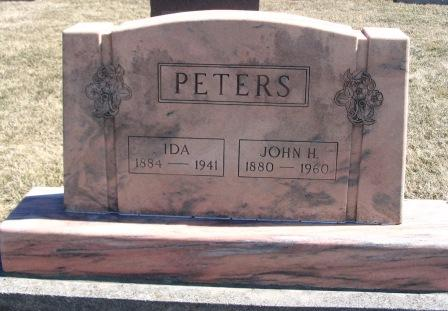 PETERS
IDA
1884 — 1941
JOHN H.
1880 — 1960